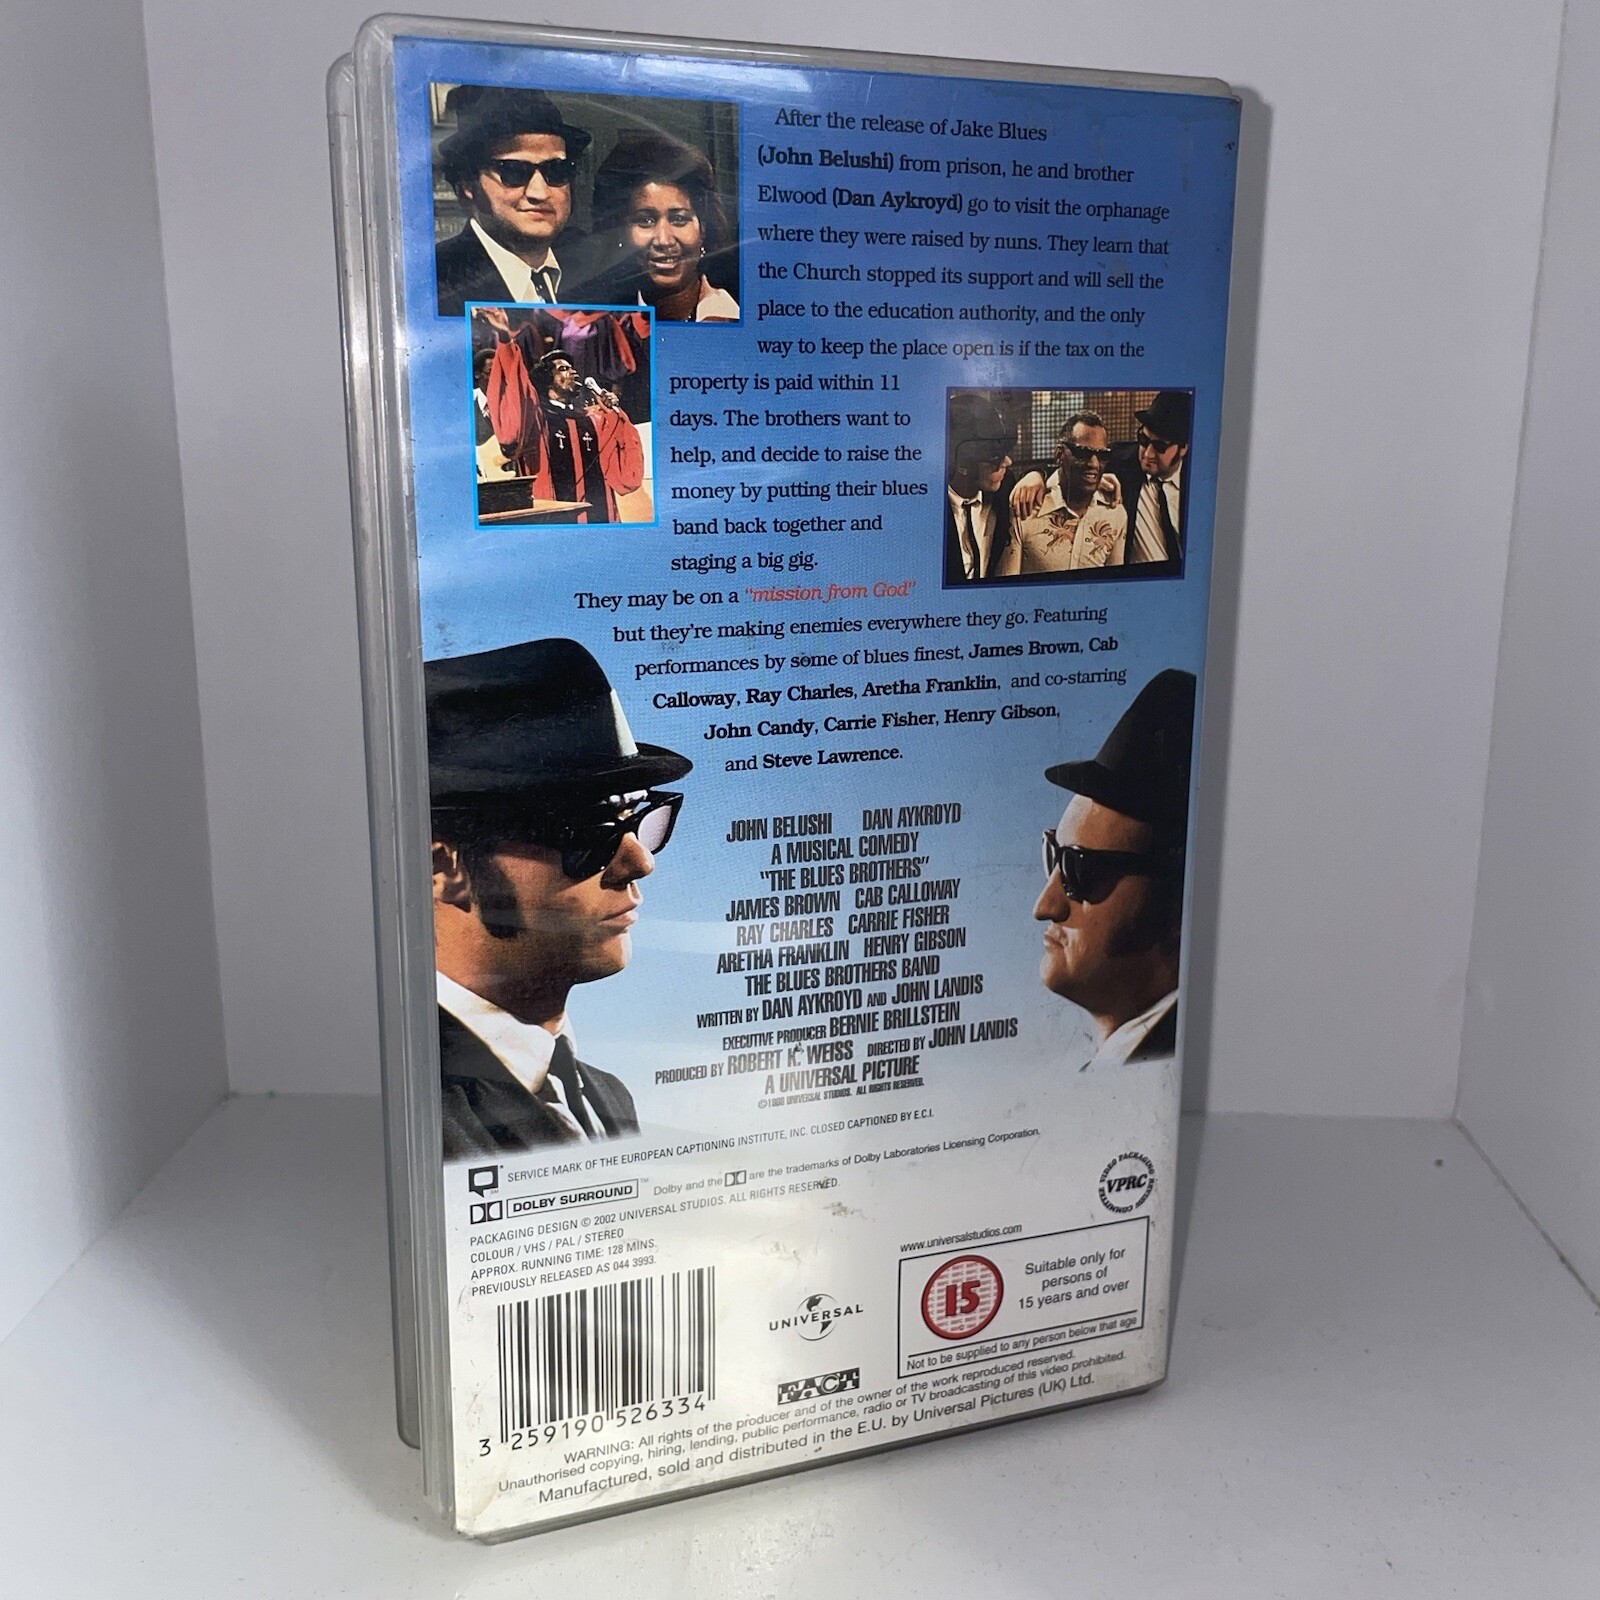 After the release of Jake Blues
(John Belushi) from prison, he and brother
Elwood (Dan Aykroyd) go to visit the orphanage
where they were raised by nuns. They learn that
the Church stopped its support and will sell the
place to the education authority, and the only
way to keep the place open is if the tax on the
property is paid within 11
days. The brothers want to
help, and decide to raise the
money by putting their blues
band back together and
staging a big gig.
They may be on a "mission from God"
but they're making enemies everywhere they go. Featuring
performances by some of blues finest, James Brown, Cab
Calloway, Ray Charles, Aretha Franklin, and co-starring
John Candy, Carrie Fisher, Henry Gibson,
and Steve Lawrence.
JOHN BELUSHI DAN AYKROYD
A MUSICAL COMEDY
"THE BLUES BROTHERS"
JAMES BROWN CAB CALLOWAY
RAY CHARLES CARRIE FISHER
ARETHA FRANKLIN HENRY GIBSON
THE BLUES BROTHERS BAND
WRITTEN BY DAN AYKROYD AND JOHN LANDIS
EXECUTIVE PRODUCER BERNIE BRILLSTEIN
PRODUCED BY ROBERT K. WEISS DIRECTED BY JOHN LANDIS
A UNIVERSAL PICTURE
UNIVERSAL STUDIOS. ALL RIGHTS RESERVED.
SERVICE MARK OF THE EUROPEAN CAPTIONING INSTITUTE, INC. CLOSED CAPTIONED BY E.C.I.
DOLBY SURROUND™ Dolby and the are the trademarks of Dolby Laboratories Licensing Corporation.
PACKAGING DESIGN © 2002 UNIVERSAL STUDIOS. ALL RIGHTS RESERVED.
COLOUR / VHS / PAL / STEREO
APPROX. RUNNING TIME: 128 MINS.
PREVIOUSLY RELEASED AS 044 3993.
VIDEO PACKAGING REVIEW COMMITTEE
VPRC
www.universalstudios.com
15
Suitable only for
persons of
15 years and over
Not to be supplied to any person below that age
UNIVERSAL
FACT
3 259190 526334
WARNING: All rights of the producer and of the owner of the work reproduced reserved.
Unauthorised copying, hiring, lending, public performance, radio or TV broadcasting of this video prohibited.
Manufactured, sold and distributed in the E.U. by Universal Pictures (UK) Ltd.